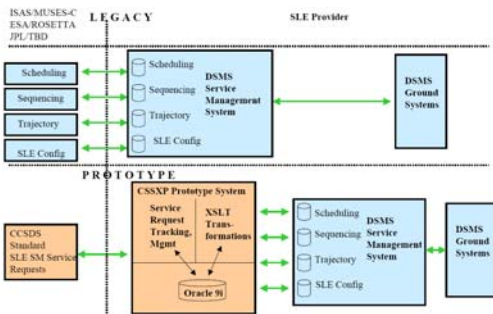 ISAS/MUSES-C
ESA/ROSETTA
JPL/TBD
LEGACY
SLE Provider
Scheduling
Sequencing
Trajectory
SLE Config
Scheduling
Sequencing
Trajectory
SLE Config
DSMS
Service
Management
System
DSMS
Ground
Systems
PROTOTYPE
CCSDS
Standard
SLE SM Service
Requests
CSSXP Prototype System
Service
Request
Tracking,
Mgmt
XSLT
Trans-
formations
Oracle 9i
Scheduling
Sequencing
Trajectory
SLE Config
DSMS
Service
Management
System
DSMS
Ground
Systems